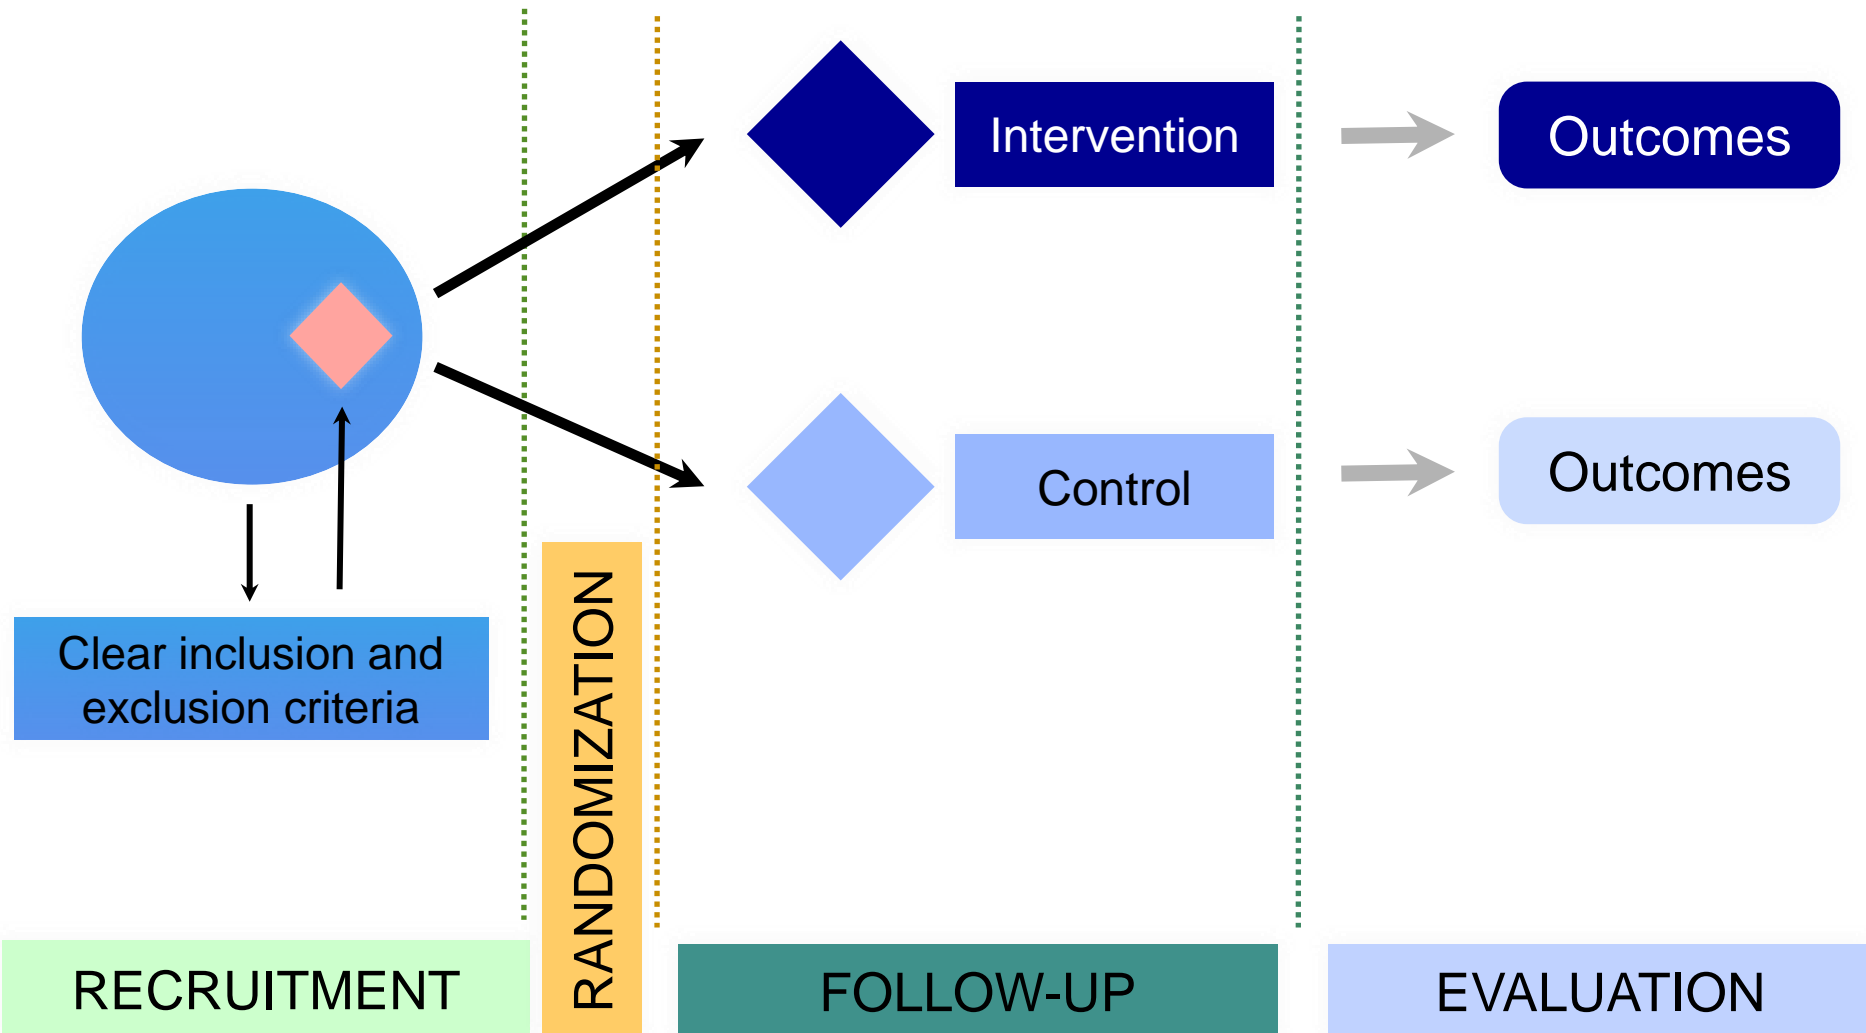 Intervention
Outcomes
Control
Outcomes
Clear inclusion and
exclusion criteria
RANDOMIZATION
RECRUITMENT
FOLLOW-UP
EVALUATION